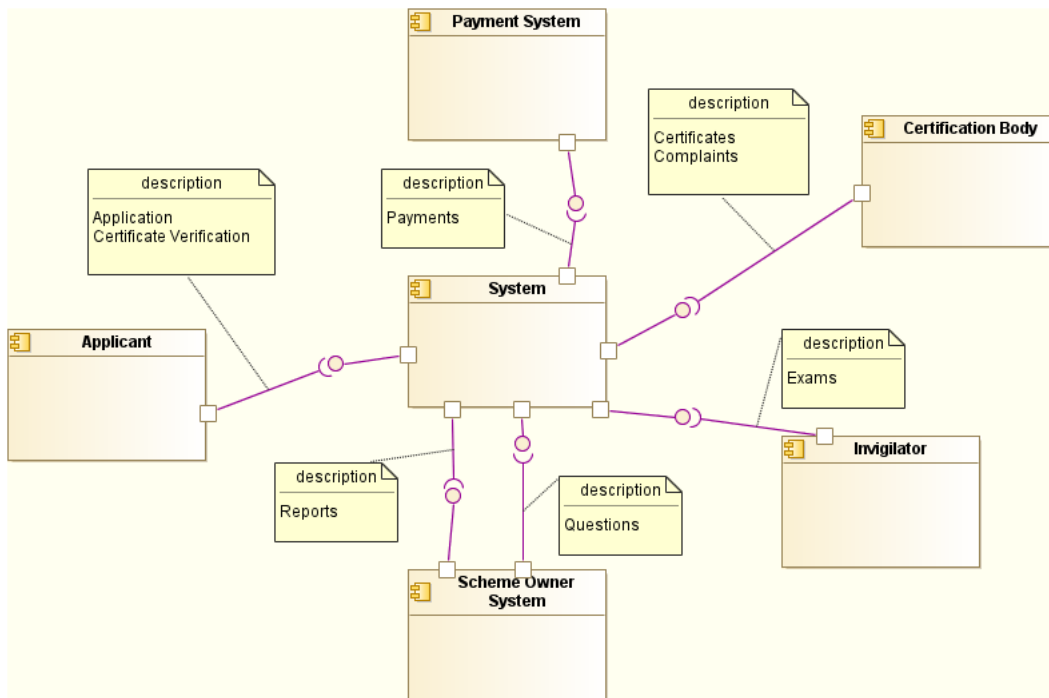 Payment System
description
Certificates
Complaints
Certification Body
description
Application
Certificate Verification
description
Payments
System
Applicant
description
Exams
Invigilator
description
Reports
description
Questions
Scheme Owner
System